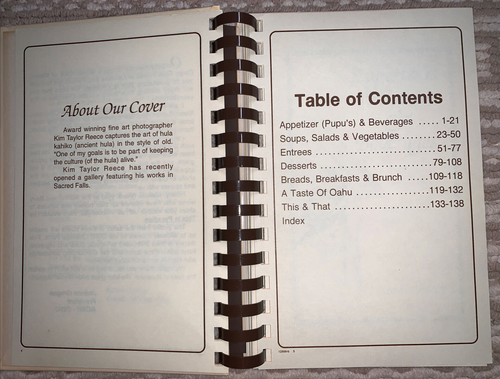 About Our Cover
Award winning fine art photographer
Kim Taylor Reece captures the art of hula
kahiko (ancient hula) in the style of old.
"One of my goals is to be part of keeping
the culture (of the hula) alive."
Kim Taylor Reece has recently
opened a gallery featuring his works in
Sacred Falls.
Table of Contents
Appetizer (Pupu's) & Beverages ..... 1-21
Soups, Salads & Vegetables ........ 23-50
Entrees ............................. 51-77
Desserts ........................... 79-108
Breads, Breakfasts & Brunch ..... 109-118
A Taste Of Oahu ................. 119-132
This & That ...................... 133-138
Index